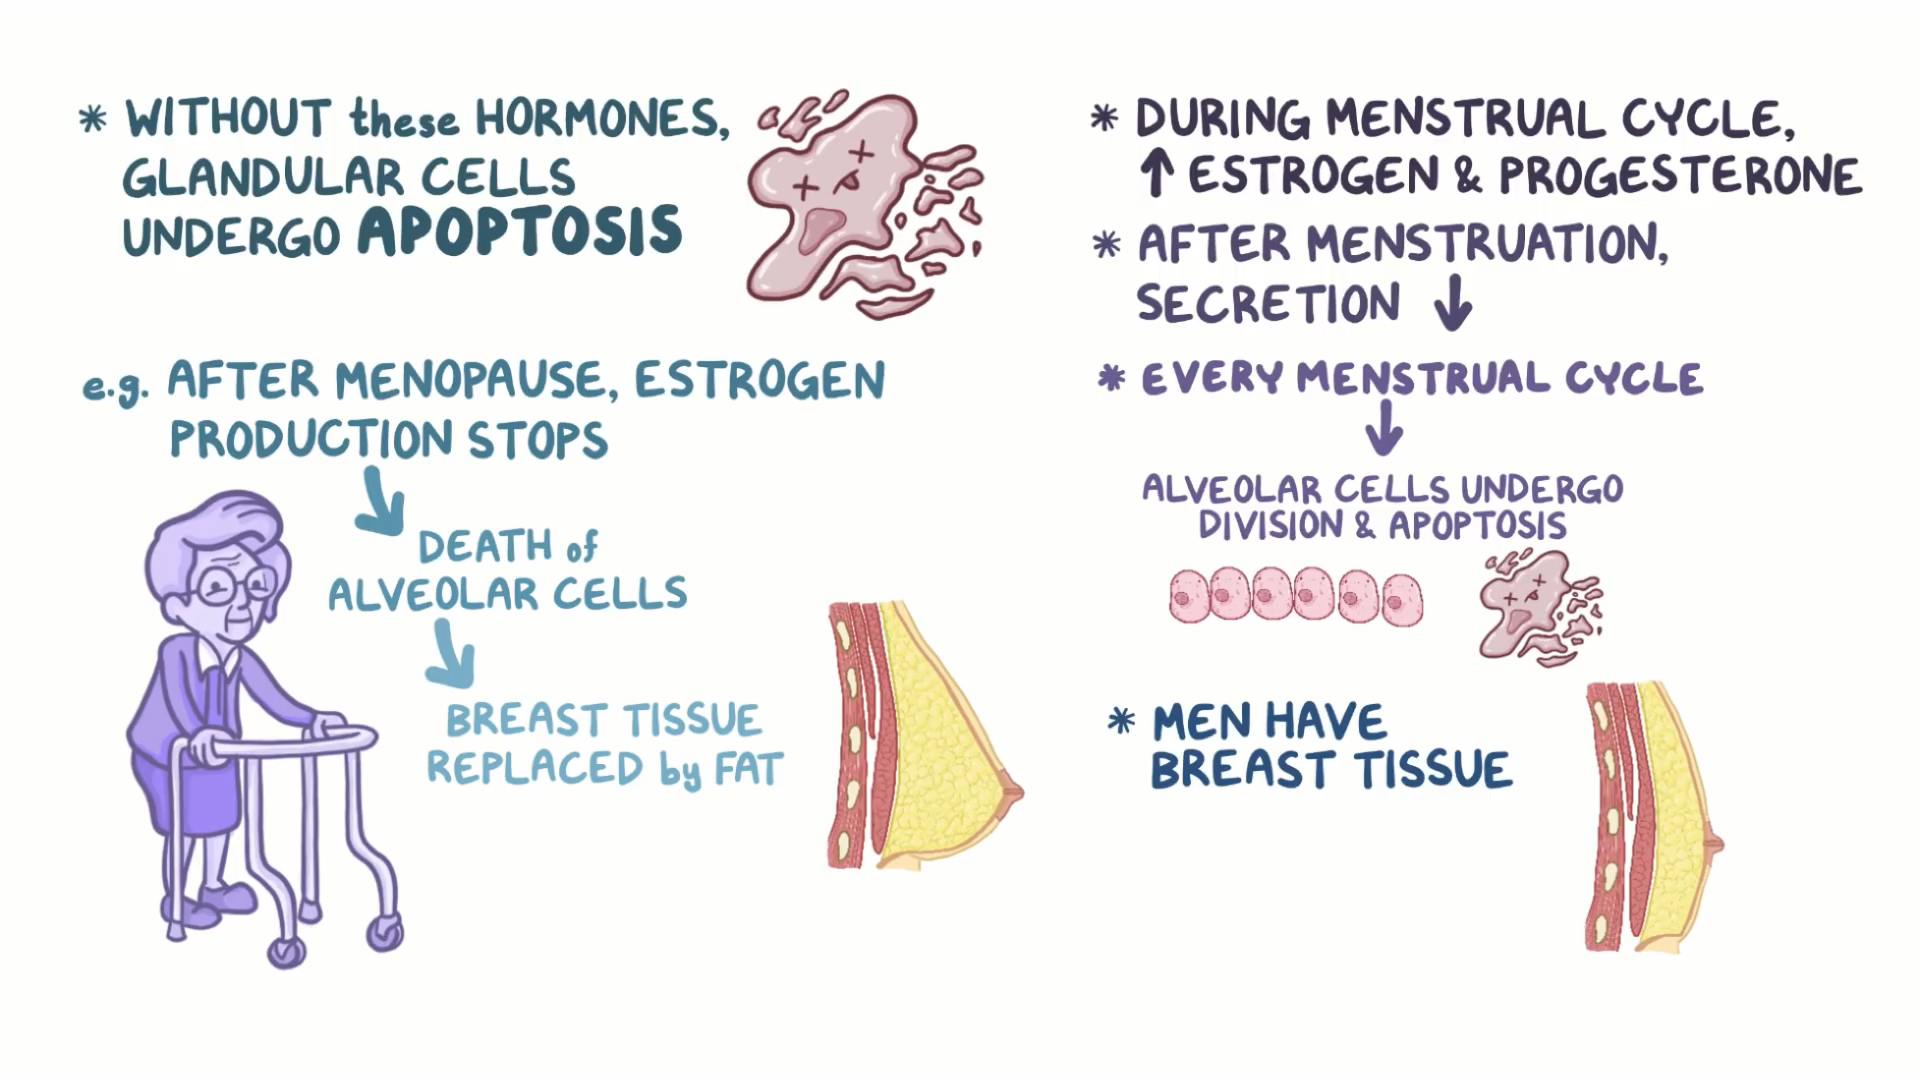 * WITHOUT these HORMONES,
GLANDULAR CELLS
UNDERGO APOPTOSIS
e.g. AFTER MENOPAUSE, ESTROGEN
PRODUCTION STOPS
DEATH of
ALVEOLAR CELLS
BREAST TISSUE
REPLACED by FAT
* DURING MENSTRUAL CYCLE,
↑ ESTROGEN & PROGESTERONE
* AFTER MENSTRUATION,
SECRETION ↓
* EVERY MENSTRUAL CYCLE
ALVEOLAR CELLS UNDERGO
DIVISION & APOPTOSIS
* MEN HAVE
BREAST TISSUE